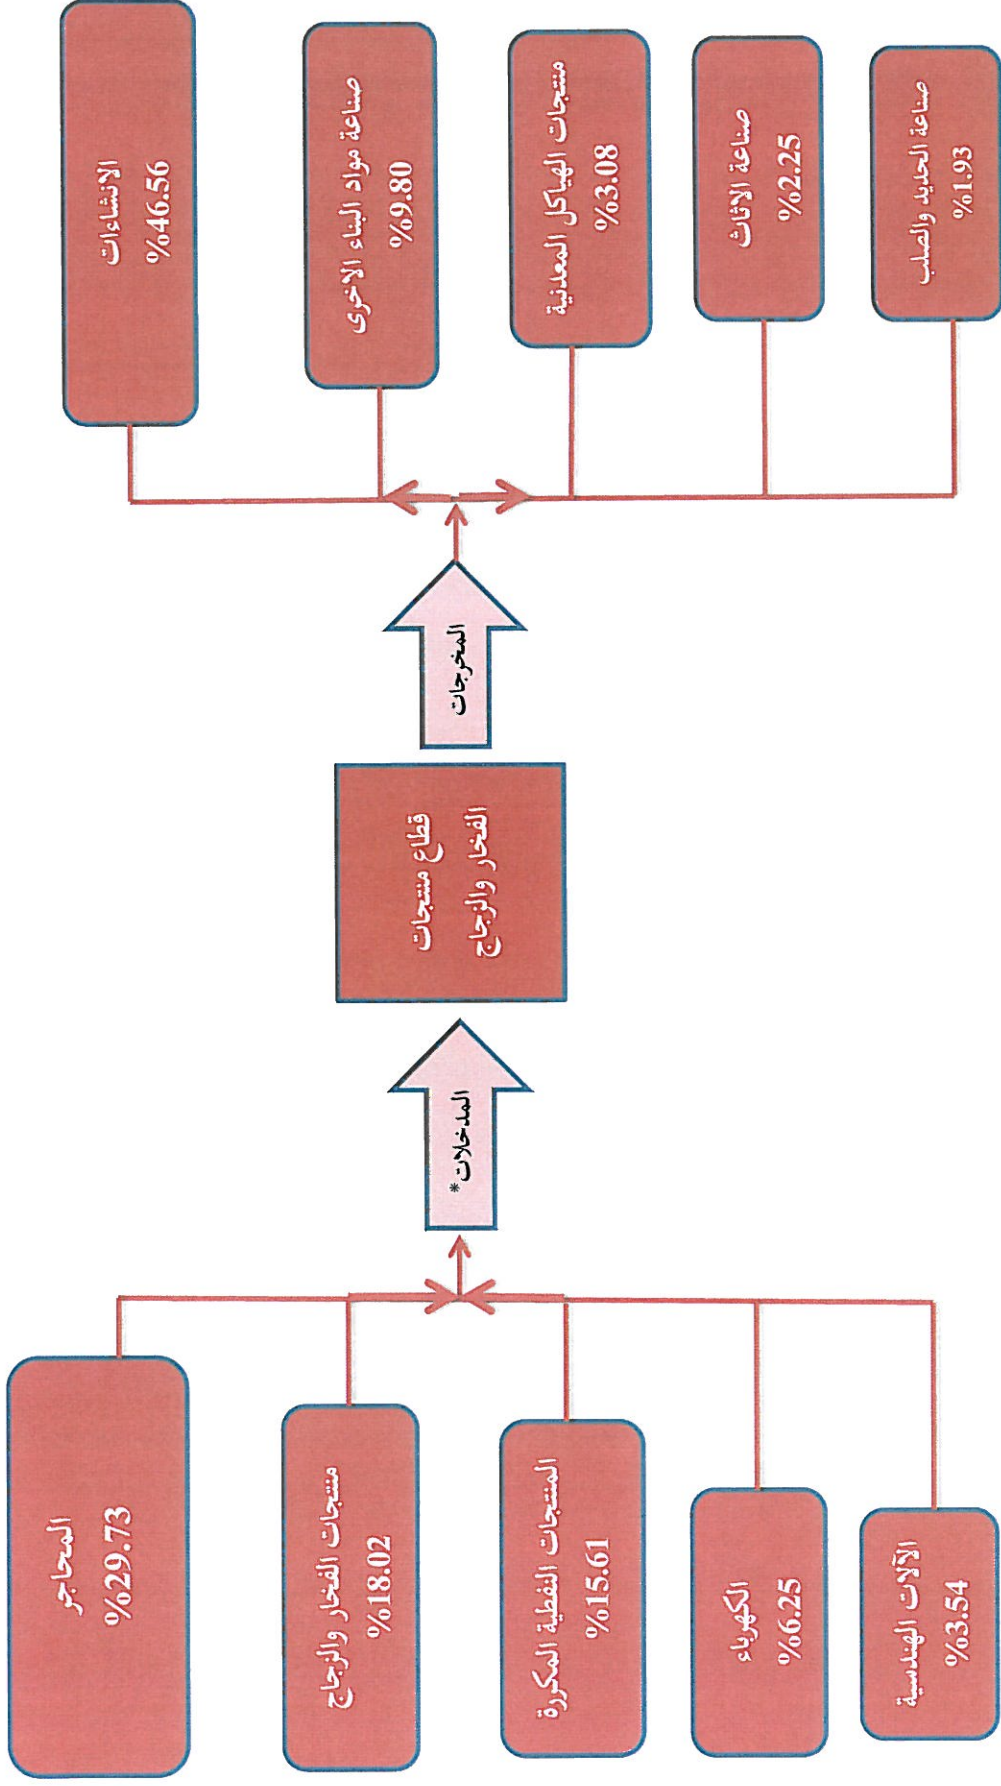 المحاجر
%29.73
منتجات الفخار والزجاج
%18.02
المنتجات النفطية المكررة
%15.61
الكهرباء
%6.25
الآلات الهندسية
%3.54
المدخلات*
قطاع منتجات
الفخار والزجاج
المخرجات
الانشاءات
%46.56
صناعة مواد البناء الاخرى
%9.80
منتجات الهياكل المعدنية
%3.08
صناعة الاثاث
%2.25
صناعة الحديد والصلب
%1.93